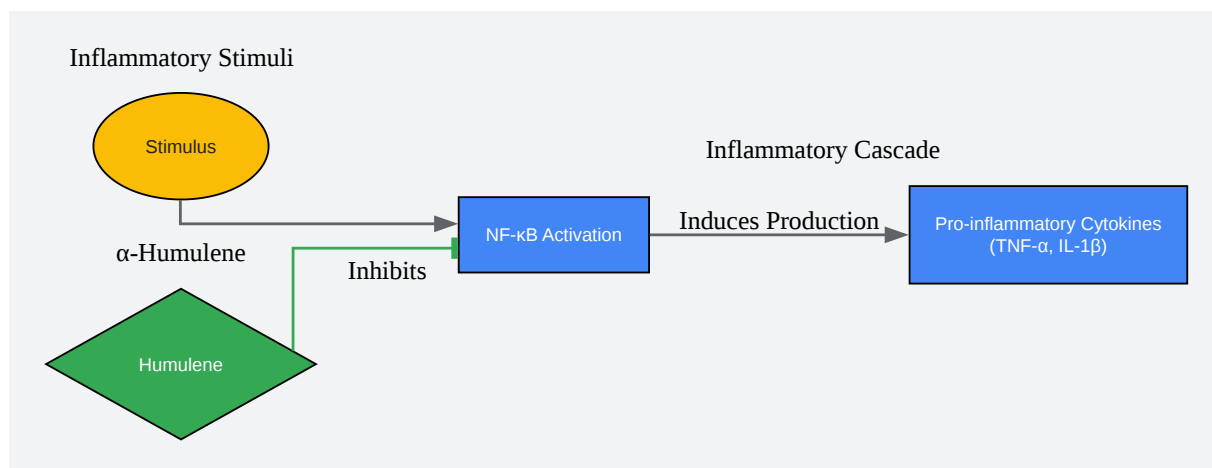 Inflammatory Stimuli
Stimulus
Inflammatory Cascade
Induces Production
NF-κB Activation
Pro-inflammatory Cytokines
(TNF-α, IL-1β)
α-Humulene
Inhibits
Humulene